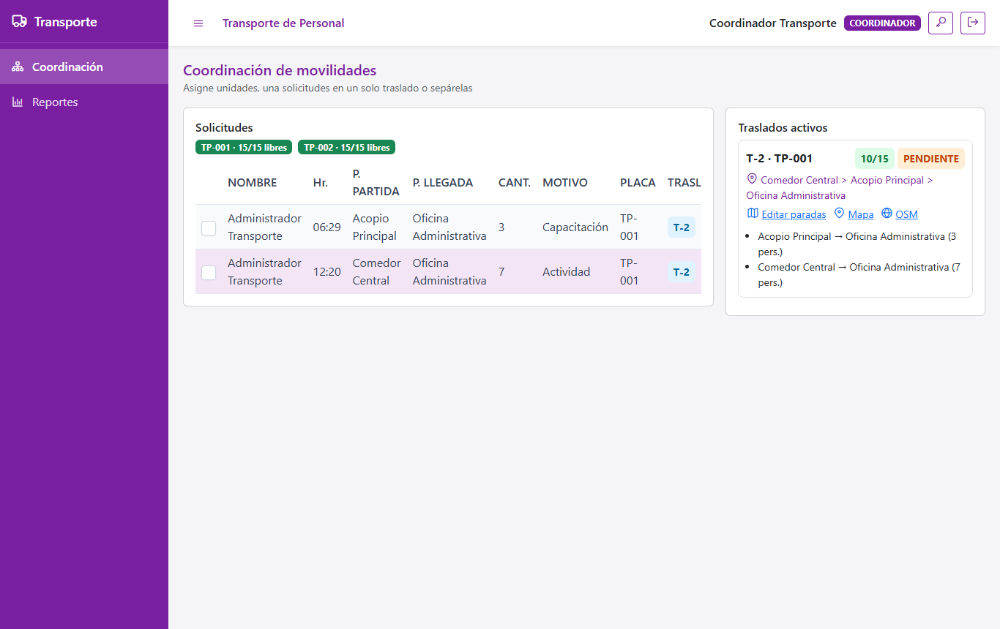 Transporte
Coordinación
Reportes
Transporte de Personal
Coordinador Transporte COORDINADOR
Coordinación de movilidades
Asigne unidades, una solicitudes en un solo traslado o sepárelas
Solicitudes
TP-001 · 15/15 libres TP-002 · 15/15 libres
NOMBRE Hr. P. PARTIDA P. LLEGADA CANT. MOTIVO PLACA TRASL
Administrador Transporte 06:29 Acopio Principal Oficina Administrativa 3 Capacitación TP-001 T-2
Administrador Transporte 12:20 Comedor Central Oficina Administrativa 7 Actividad TP-001 T-2
Traslados activos
T-2 · TP-001 10/15 PENDIENTE
Comedor Central > Acopio Principal >
Oficina Administrativa
Editar paradas Mapa OSM
• Acopio Principal → Oficina Administrativa (3
pers.)
• Comedor Central → Oficina Administrativa (7
pers.)